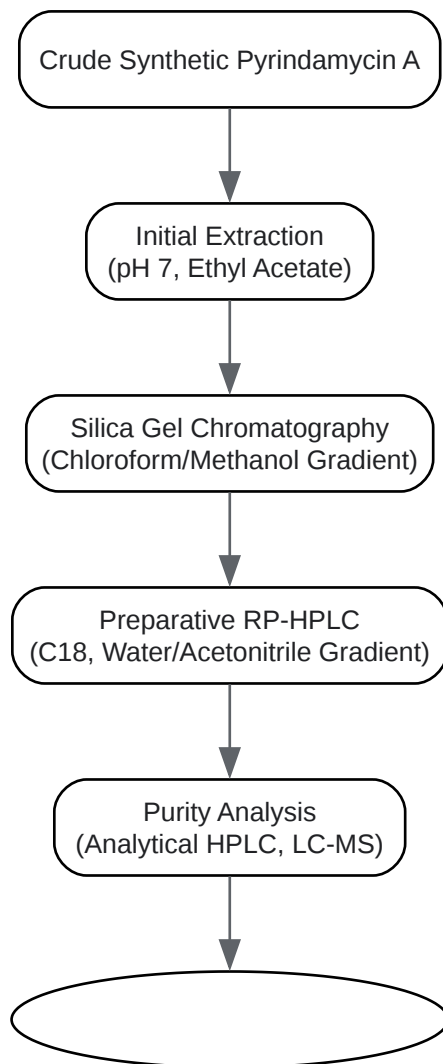 Crude Synthetic Pyrindamycin A
Initial Extraction
(pH 7, Ethyl Acetate)
Silica Gel Chromatography
(Chloroform/Methanol Gradient)
Preparative RP-HPLC
(C18, Water/Acetonitrile Gradient)
Purity Analysis
(Analytical HPLC, LC-MS)